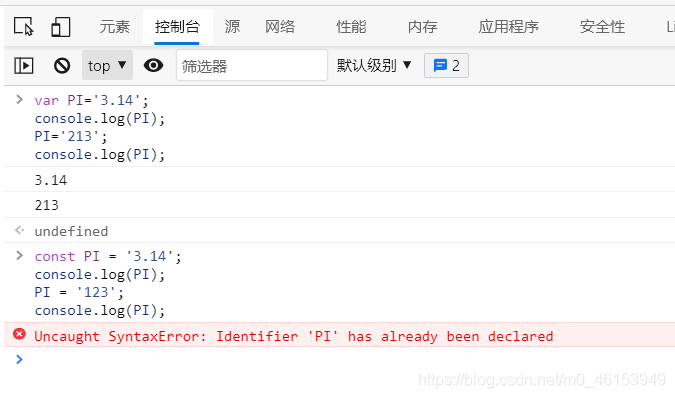 元素 控制台 源 网络 性能 内存 应用程序 安全性 Li
top ▼ 筛选器 默认级别 ▼ 2
> var PI='3.14';
console.log(PI);
PI='213';
console.log(PI);
3.14
213
undefined
> const PI = '3.14';
console.log(PI);
PI = '123';
console.log(PI);
Uncaught SyntaxError: Identifier 'PI' has already been declared
>
https://blog.csdn.net/m0_46153949